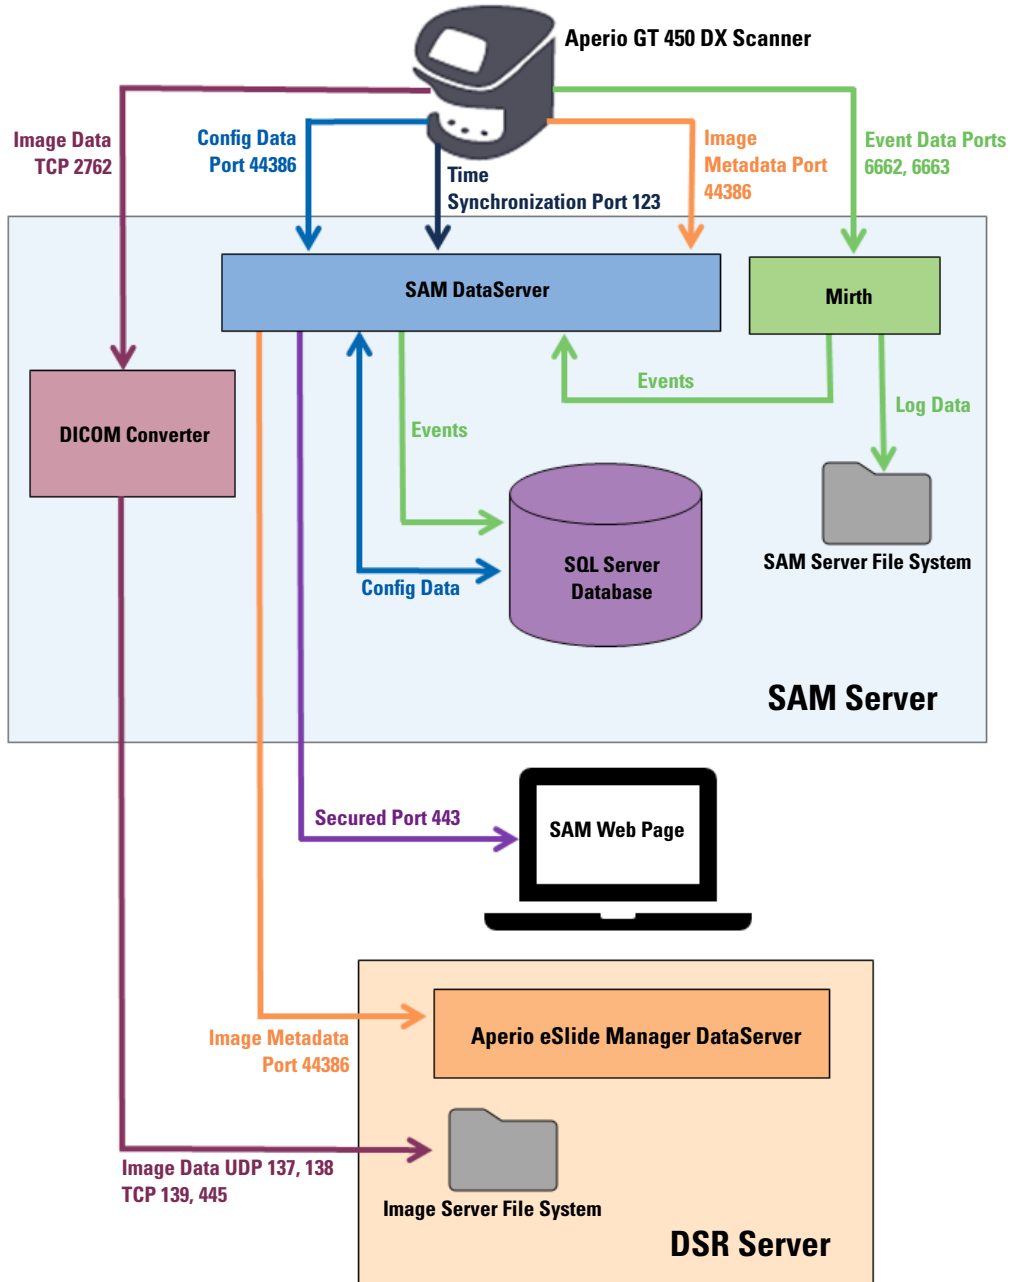 Aperio GT 450 DX Scanner
Image Data
TCP 2762
Config Data
Port 44386
Time
Synchronization Port 123
Image
Metadata Port
44386
Event Data Ports
6662, 6663
SAM DataServer
Mirth
Events
Log Data
DICOM Converter
Events
SQL Server
Database
SAM Server File System
Config Data
SAM Server
Secured Port 443
SAM Web Page
Image Metadata
Port 44386
Aperio eSlide Manager DataServer
Image Data UDP 137, 138
TCP 139, 445
Image Server File System
DSR Server